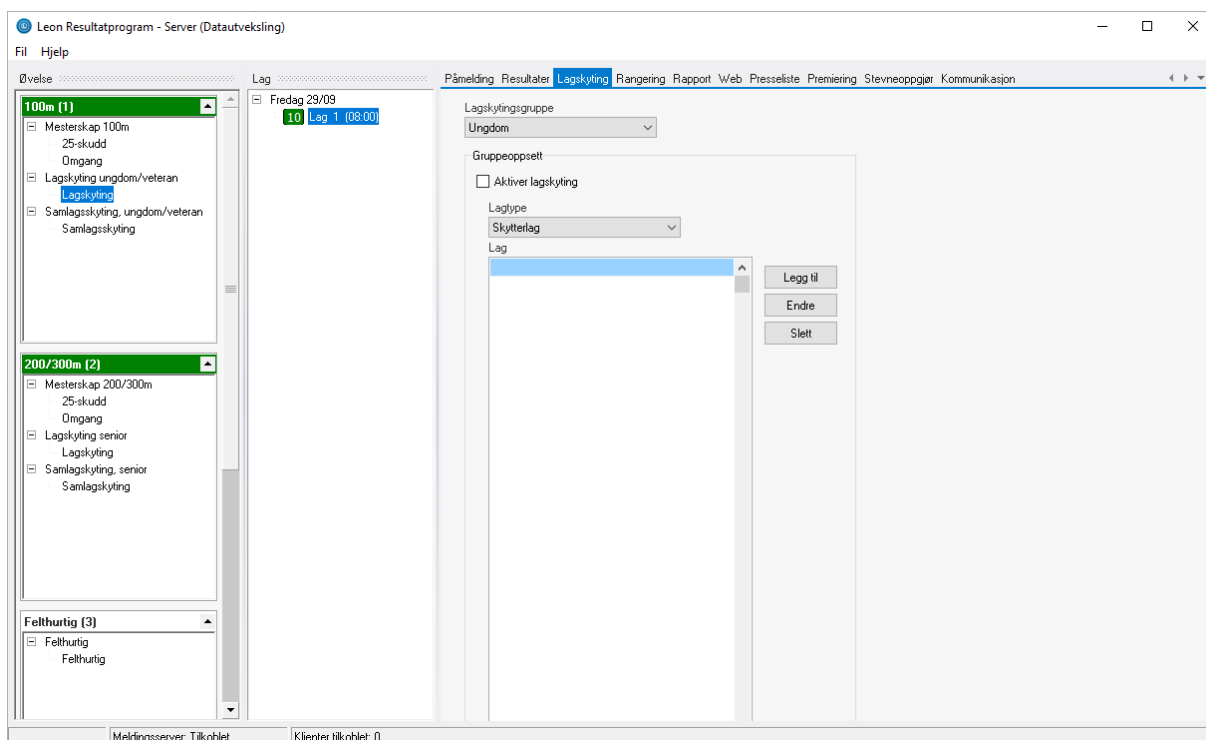 Leon Resultatprogram - Server (Datautveksling)
Fil Hjelp
Øvelse
100m (1)
Mesterskap 100m
25-skudd
Omgang
Lagskyting ungdom/veteran
Lagskyting
Samlagsskyting, ungdom/veteran
Samlagsskyting
200/300m (2)
Mesterskap 200/300m
25-skudd
Omgang
Lagskyting senior
Lagskyting
Samlagskyting, senior
Samlagskyting
Felthurtig (3)
Felthurtig
Felthurtig
Lag
Fredag 29/09
10 Lag 1 (08:00)
Påmelding Resultater Lagskyting Rangering Rapport Web Presseliste Premiering Stevneoppgjør Kommunikasjon
Lagskytingsgruppe
Ungdom
Gruppeoppsett
Aktiver lagskyting
Lagtype
Skytterlag
Lag
Legg til
Endre
Slett
Meldingsserver: Tilkoblet
Klienter tilkoblet: 0